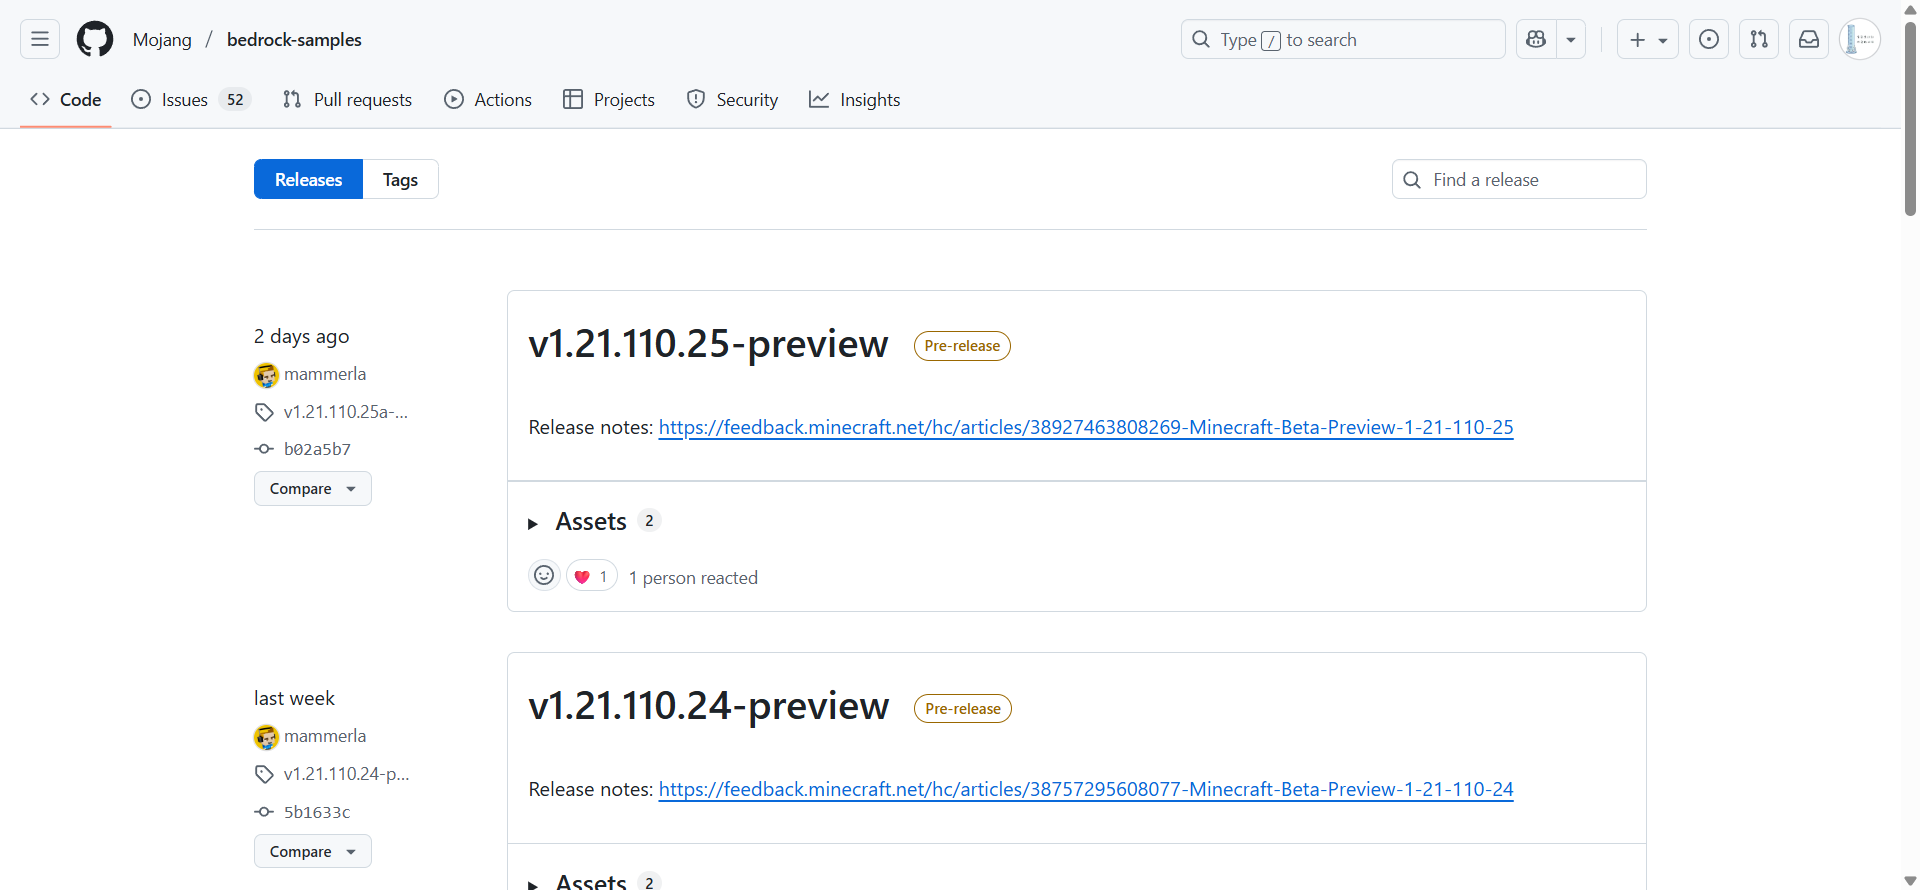 Mojang / bedrock-samples
Type / to search
Code
Issues 52
Pull requests
Actions
Projects
Security
Insights
Releases
Tags
Find a release
2 days ago
mammerla
v1.21.110.25a-...
b02a5b7
Compare
v1.21.110.25-preview Pre-release
Release notes: https://feedback.minecraft.net/hc/articles/38927463808269-Minecraft-Beta-Preview-1-21-110-25
Assets 2
1 1 person reacted
last week
mammerla
v1.21.110.24-p...
5b1633c
Compare
v1.21.110.24-preview Pre-release
Release notes: https://feedback.minecraft.net/hc/articles/38757295608077-Minecraft-Beta-Preview-1-21-110-24
Assets 2